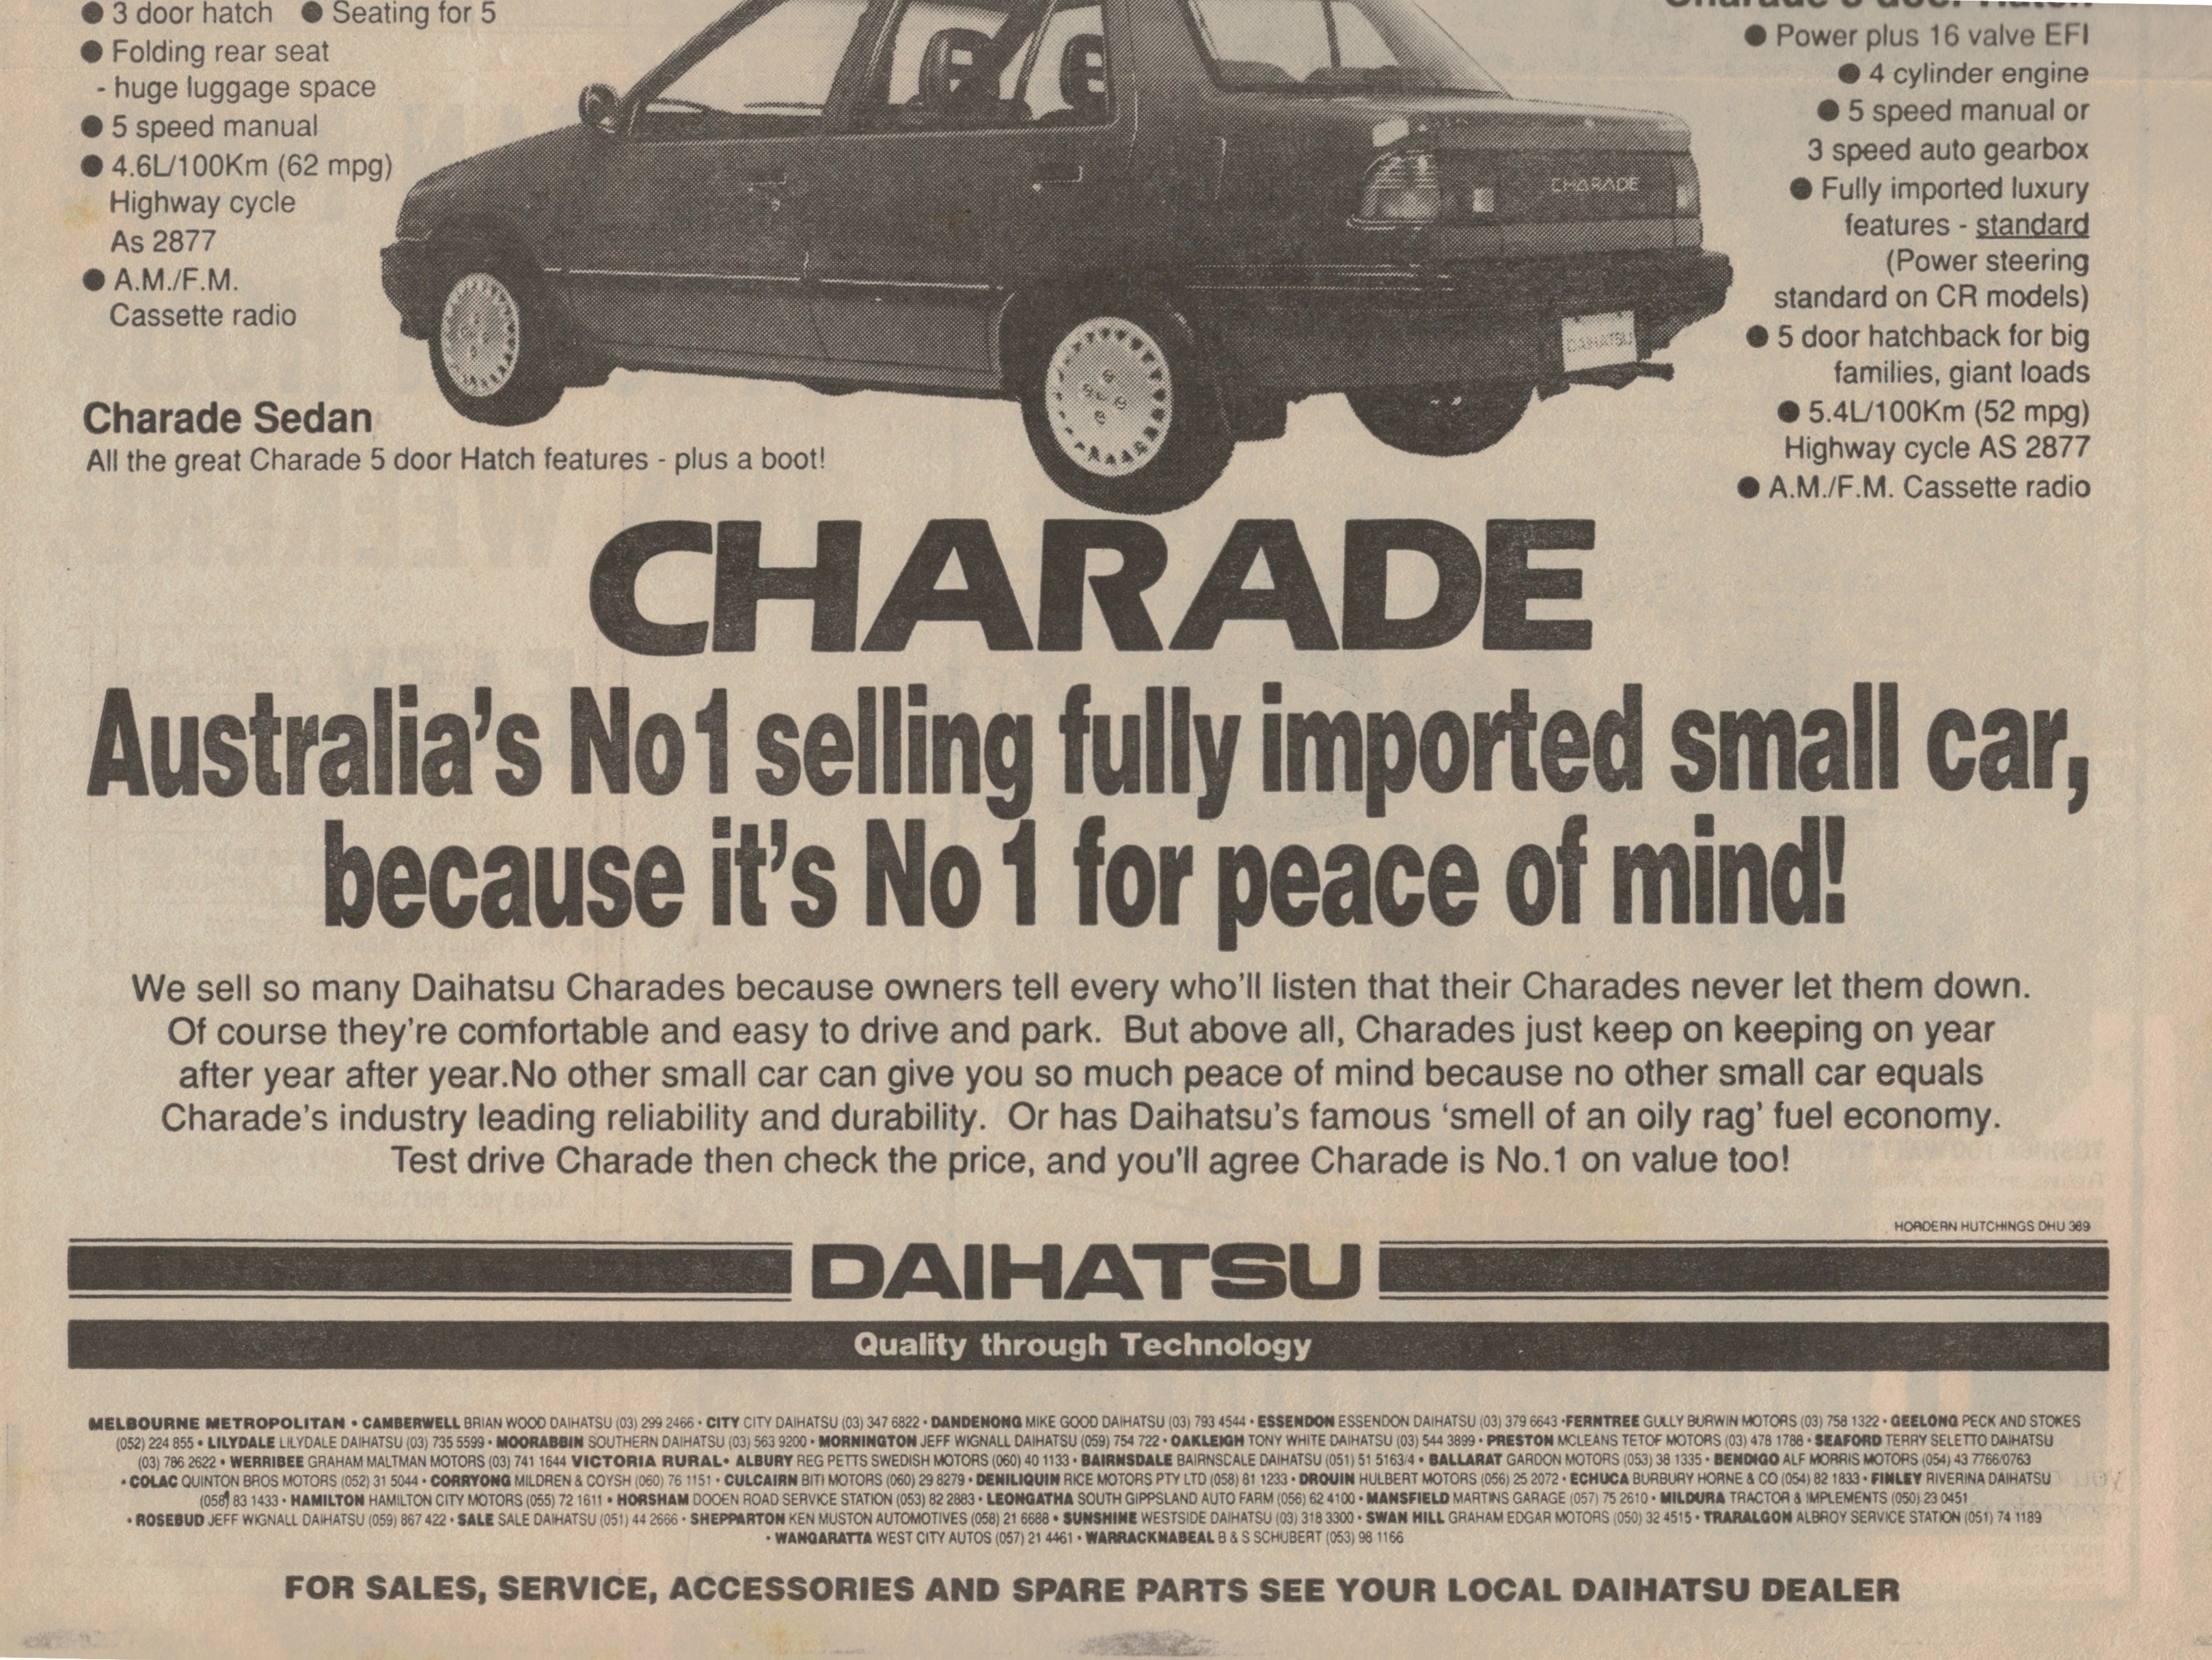 ● 3 door hatch ● Seating for 5
● Folding rear seat
- huge luggage space
● 5 speed manual
● 4.6L/100Km (62 mpg)
Highway cycle
As 2877
● A.M./F.M.
Cassette radio
Charade Sedan
All the great Charade 5 door Hatch features - plus a boot!
CHARADE
DAIHATSU
Charade 5 door Hatch
● Power plus 16 valve EFI
● 4 cylinder engine
● 5 speed manual or
3 speed auto gearbox
● Fully imported luxury
features - standard
(Power steering
standard on CR models)
● 5 door hatchback for big
families, giant loads
● 5.4L/100Km (52 mpg)
Highway cycle AS 2877
● A.M./F.M. Cassette radio
CHARADE
Australia's No1 selling fully imported small car,
because it's No 1 for peace of mind!
We sell so many Daihatsu Charades because owners tell every who'll listen that their Charades never let them down.
Of course they're comfortable and easy to drive and park. But above all, Charades just keep on keeping on year
after year after year.No other small car can give you so much peace of mind because no other small car equals
Charade's industry leading reliability and durability. Or has Daihatsu's famous 'smell of an oily rag' fuel economy.
Test drive Charade then check the price, and you'll agree Charade is No.1 on value too!
HORDERN HUTCHINGS DHU 369
DAIHATSU
Quality through Technology
MELBOURNE METROPOLITAN • CAMBERWELL BRIAN WOOD DAIHATSU (03) 299 2466 • CITY CITY DAIHATSU (03) 347 6822 • DANDENONG MIKE GOOD DAIHATSU (03) 793 4544 • ESSENDON ESSENDON DAIHATSU (03) 379 6643 •FERNTREE GULLY BURWIN MOTORS (03) 758 1322 • GEELONG PECK AND STOKES
(052) 224 855 • LILYDALE LILYDALE DAIHATSU (03) 735 5599 • MOORABBIN SOUTHERN DAIHATSU (03) 563 9200 • MORNINGTON JEFF WIGNALL DAIHATSU (059) 754 722 • OAKLEIGH TONY WHITE DAIHATSU (03) 544 3899 • PRESTON MCLEANS TETOF MOTORS (03) 478 1788 • SEAFORD TERRY SELETTO DAIHATSU
(03) 786 2622 • WERRIBEE GRAHAM MALTMAN MOTORS (03) 741 1644 VICTORIA RURAL• ALBURY REG PETTS SWEDISH MOTORS (060) 40 1133 • BAIRNSDALE BAIRNSCALE DAIHATSU (051) 51 5163/4 • BALLARAT GARDON MOTORS (053) 38 1335 • BENDIGO ALF MORRIS MOTORS (054) 43 7766/0763
• COLAC QUINTON BROS MOTORS (052) 31 5044 • CORRYONG MILDREN & COYSH (060) 76 1151 • CULCAIRN BITI MOTORS (060) 29 8279 • DENILIQUIN RICE MOTORS PTY LTD (058) 81 1233 • DROUIN HULBERT MOTORS (056) 25 2072 • ECHUCA BURBURY HORNE & CO (054) 82 1833 • FINLEY RIVERINA DAIHATSU
(058) 83 1433 • HAMILTON HAMILTON CITY MOTORS (055) 72 1611 • HORSHAM DOOEN ROAD SERVICE STATION (053) 82 2883 • LEONGATHA SOUTH GIPPSLAND AUTO FARM (056) 62 4100 • MANSFIELD MARTINS GARAGE (057) 75 2610 • MILDURA TRACTOR & IMPLEMENTS (050) 23 0451
• ROSEBUD JEFF WIGNALL DAIHATSU (059) 867 422 • SALE SALE DAIHATSU (051) 44 2666 • SHEPPARTON KEN MUSTON AUTOMOTIVES (058) 21 6688 • SUNSHINE WESTSIDE DAIHATSU (03) 318 3300 • SWAN HILL GRAHAM EDGAR MOTORS (050) 32 4515 • TRARALGON ALBROY SERVICE STATION (051) 74 1189
• WANGARATTA WEST CITY AUTOS (057) 21 4461 • WARRACKNABEAL B & S SCHUBERT (053) 98 1166
FOR SALES, SERVICE, ACCESSORIES AND SPARE PARTS SEE YOUR LOCAL DAIHATSU DEALER